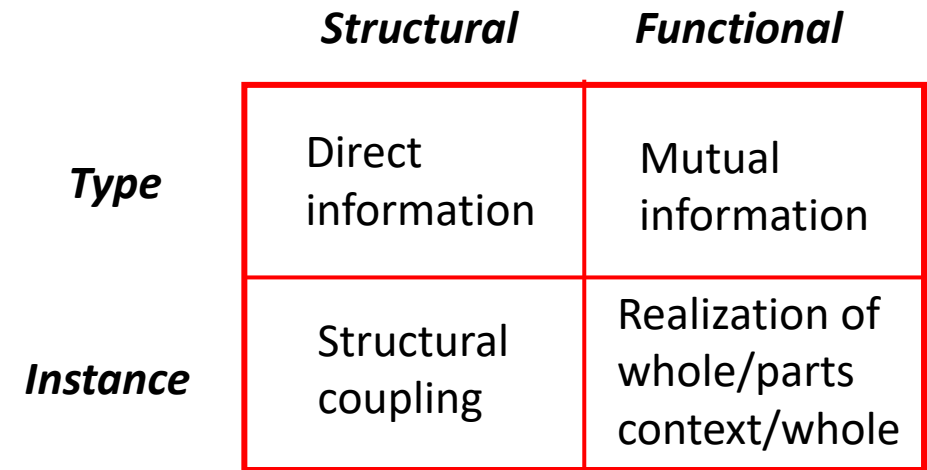 Structural Functional
Type
Direct
information
Mutual
information
Instance
Structural
coupling
Realization of
whole/parts
context/whole